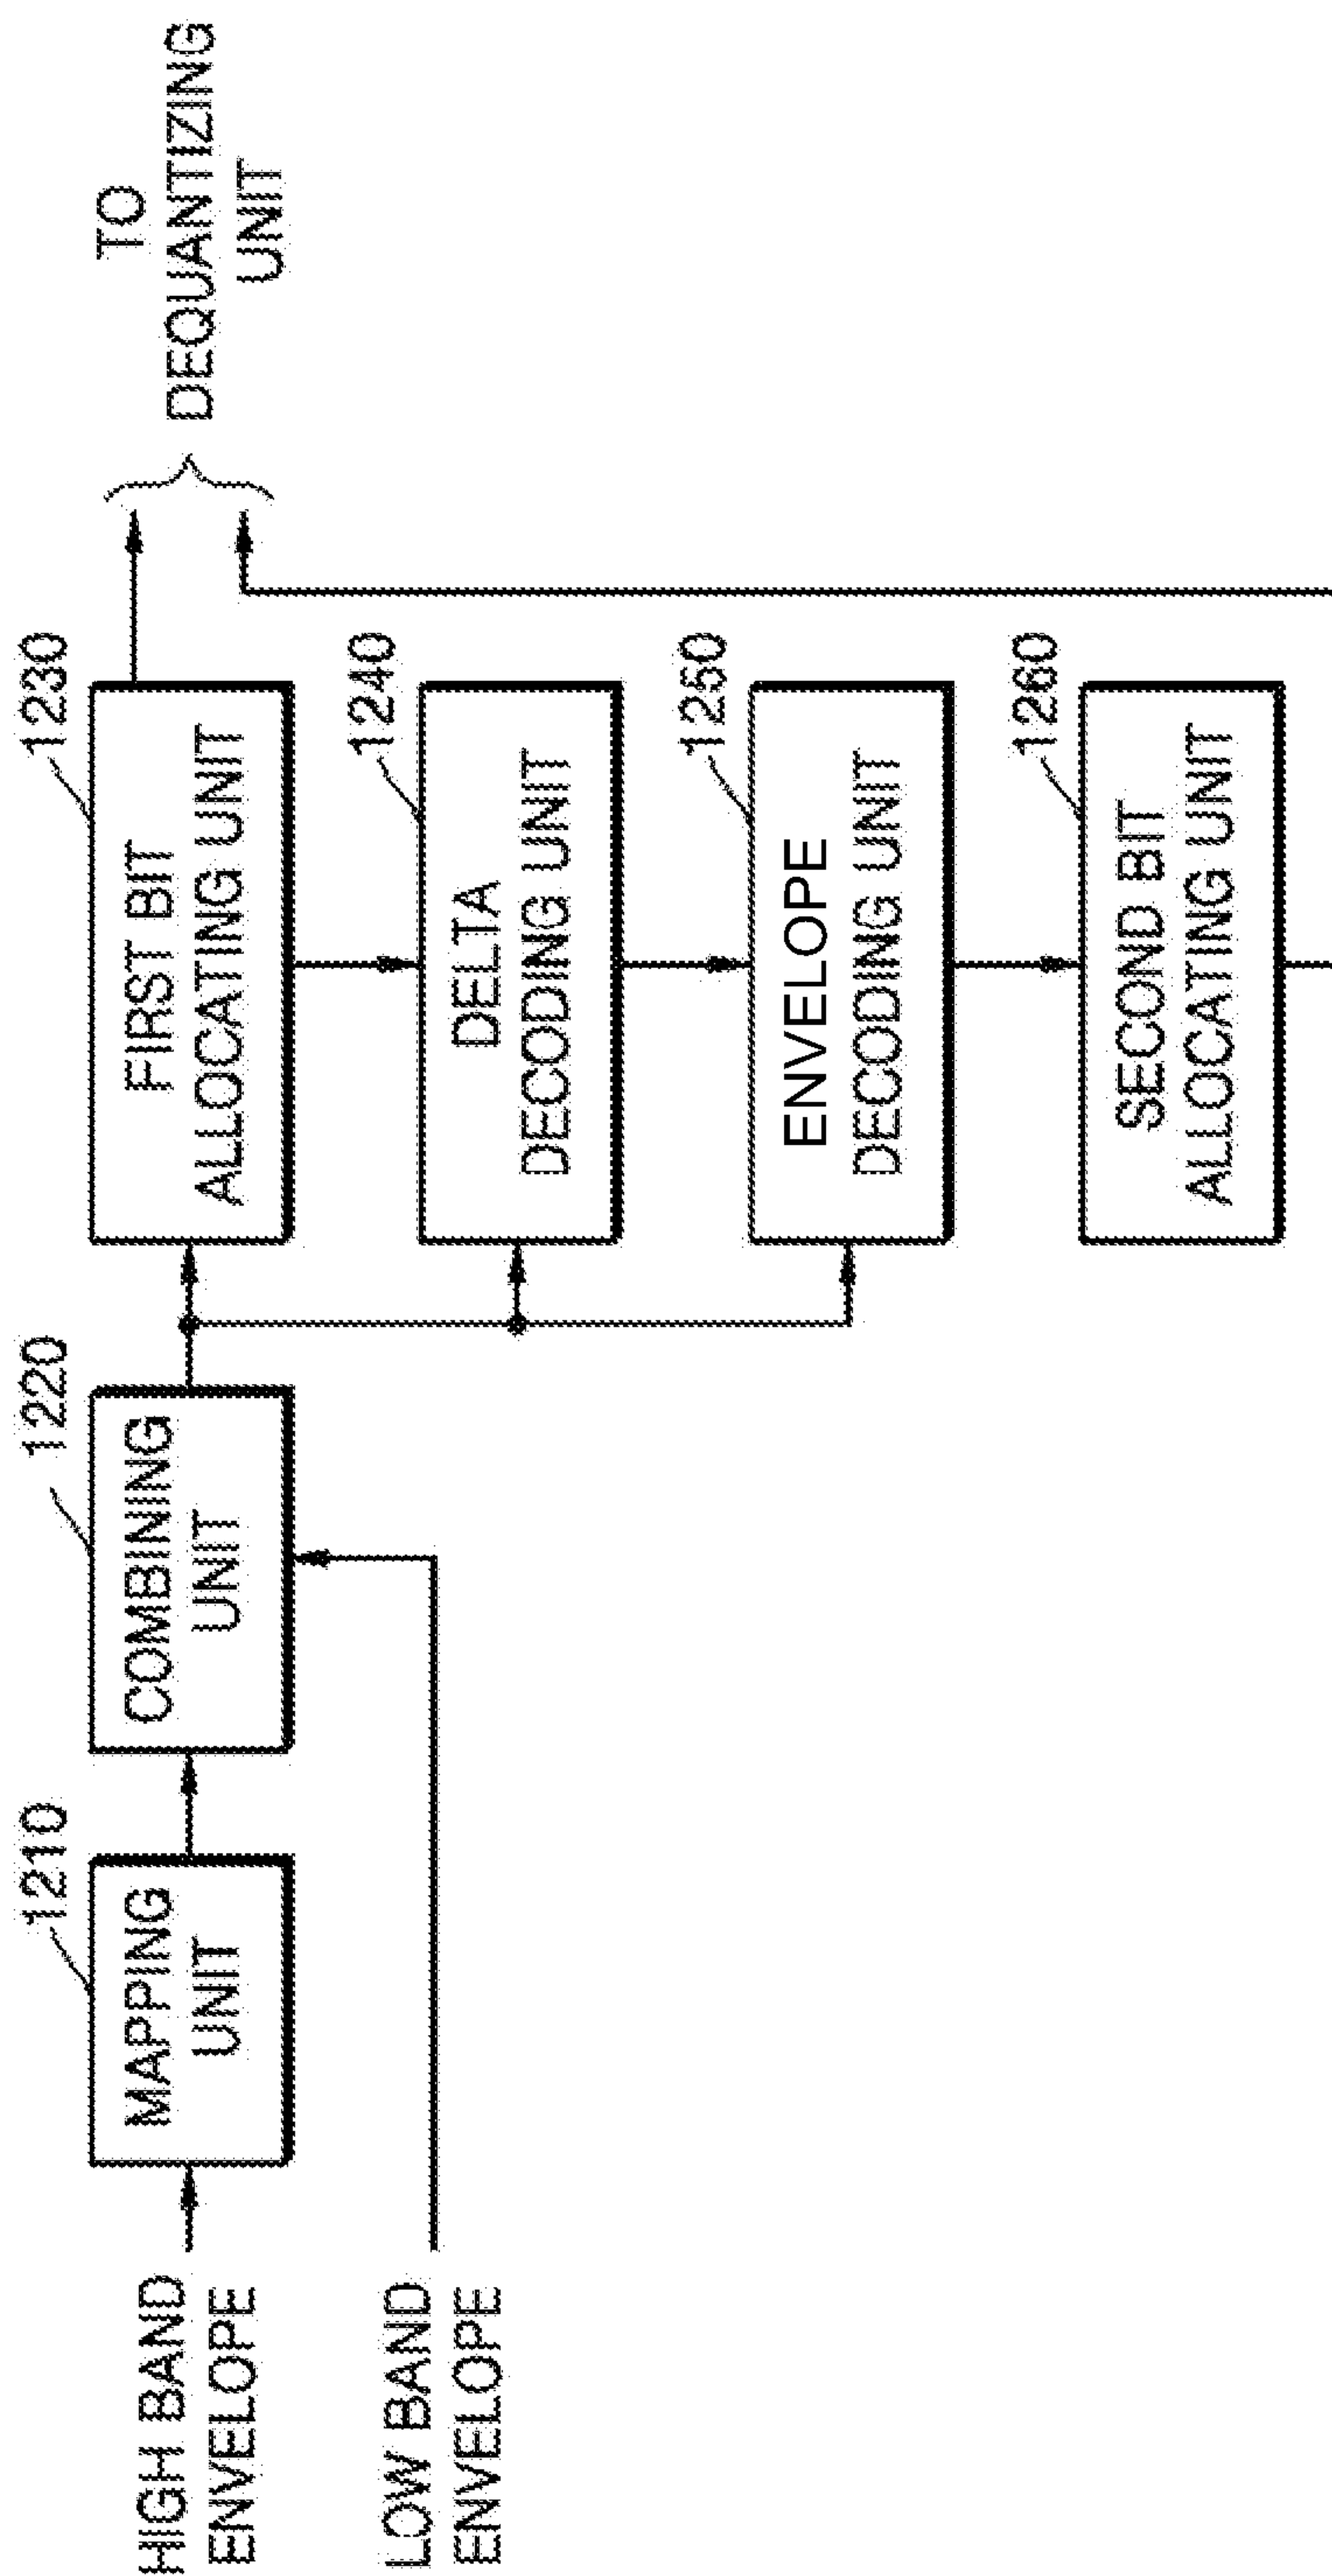 HIGH BAND
ENVELOPE
LOW BAND
ENVELOPE
1210
MAPPING
UNIT
1220
COMBINING
UNIT
1230
FIRST BIT
ALLOCATING UNIT
1240
DELTA
DECODING UNIT
1250
ENVELOPE
DECODING UNIT
1260
SECOND BIT
ALLOCATING UNIT
TO
DEQUANTIZING
UNIT